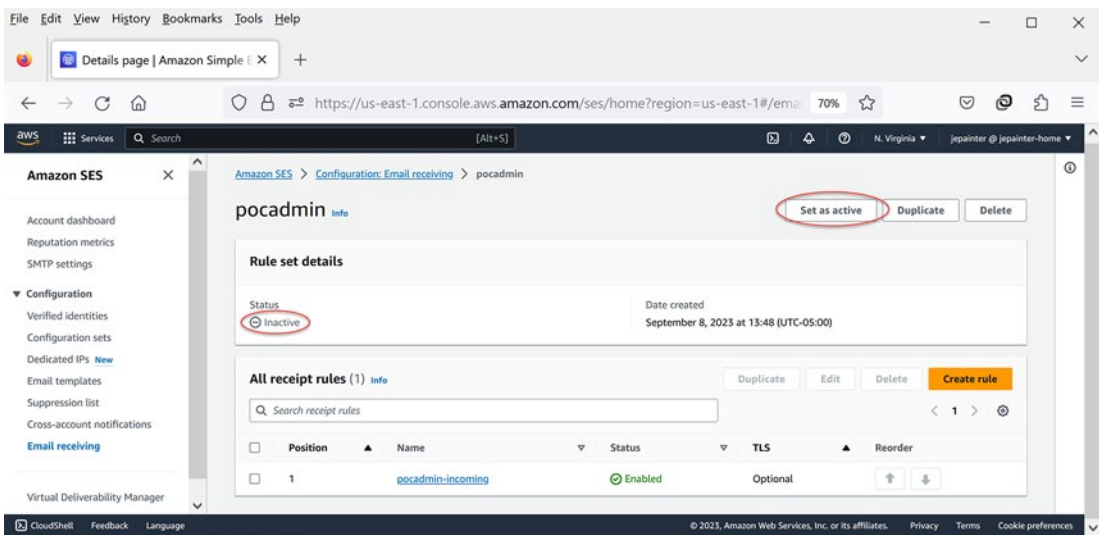 File Edit View History Bookmarks Tools Help
Details page | Amazon Simple E
https://us-east-1.console.aws.amazon.com/ses/home?region=us-east-1#/emai 70%
aws Services Search [Alt+S] N. Virginia jepainter @ jepainter-home
Amazon SES
Account dashboard
Reputation metrics
SMTP settings
Configuration
Verified identities
Configuration sets
Dedicated IPs New
Email templates
Suppression list
Cross-account notifications
Email receiving
Virtual Deliverability Manager
Amazon SES > Configuration: Email receiving > pocadmin
pocadmin Info Set as active Duplicate Delete
Rule set details
Status Date created
Inactive September 8, 2023 at 13:48 (UTC-05:00)
All receipt rules (1) Info Duplicate Edit Delete Create rule
Search receipt rules < 1 >
Position Name Status TLS Reorder
1 pocadmin-incoming Enabled Optional
CloudShell Feedback Language © 2023, Amazon Web Services, Inc. or its affiliates. Privacy Terms Cookie preferences